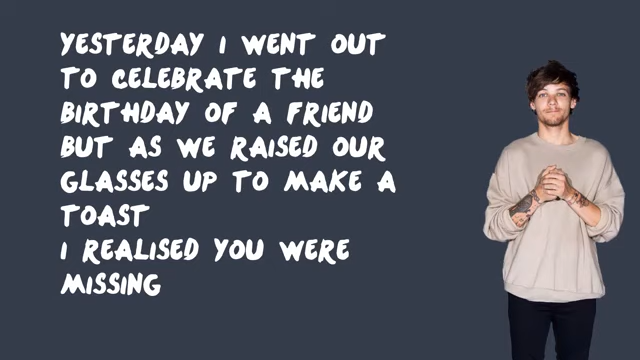 YESTERDAY I WENT OUT
TO CELEBRATE THE
BIRTHDAY OF A FRIEND
BUT AS WE RAISED OUR
GLASSES UP TO MAKE A
TOAST
I REALISED YOU WERE
MISSING